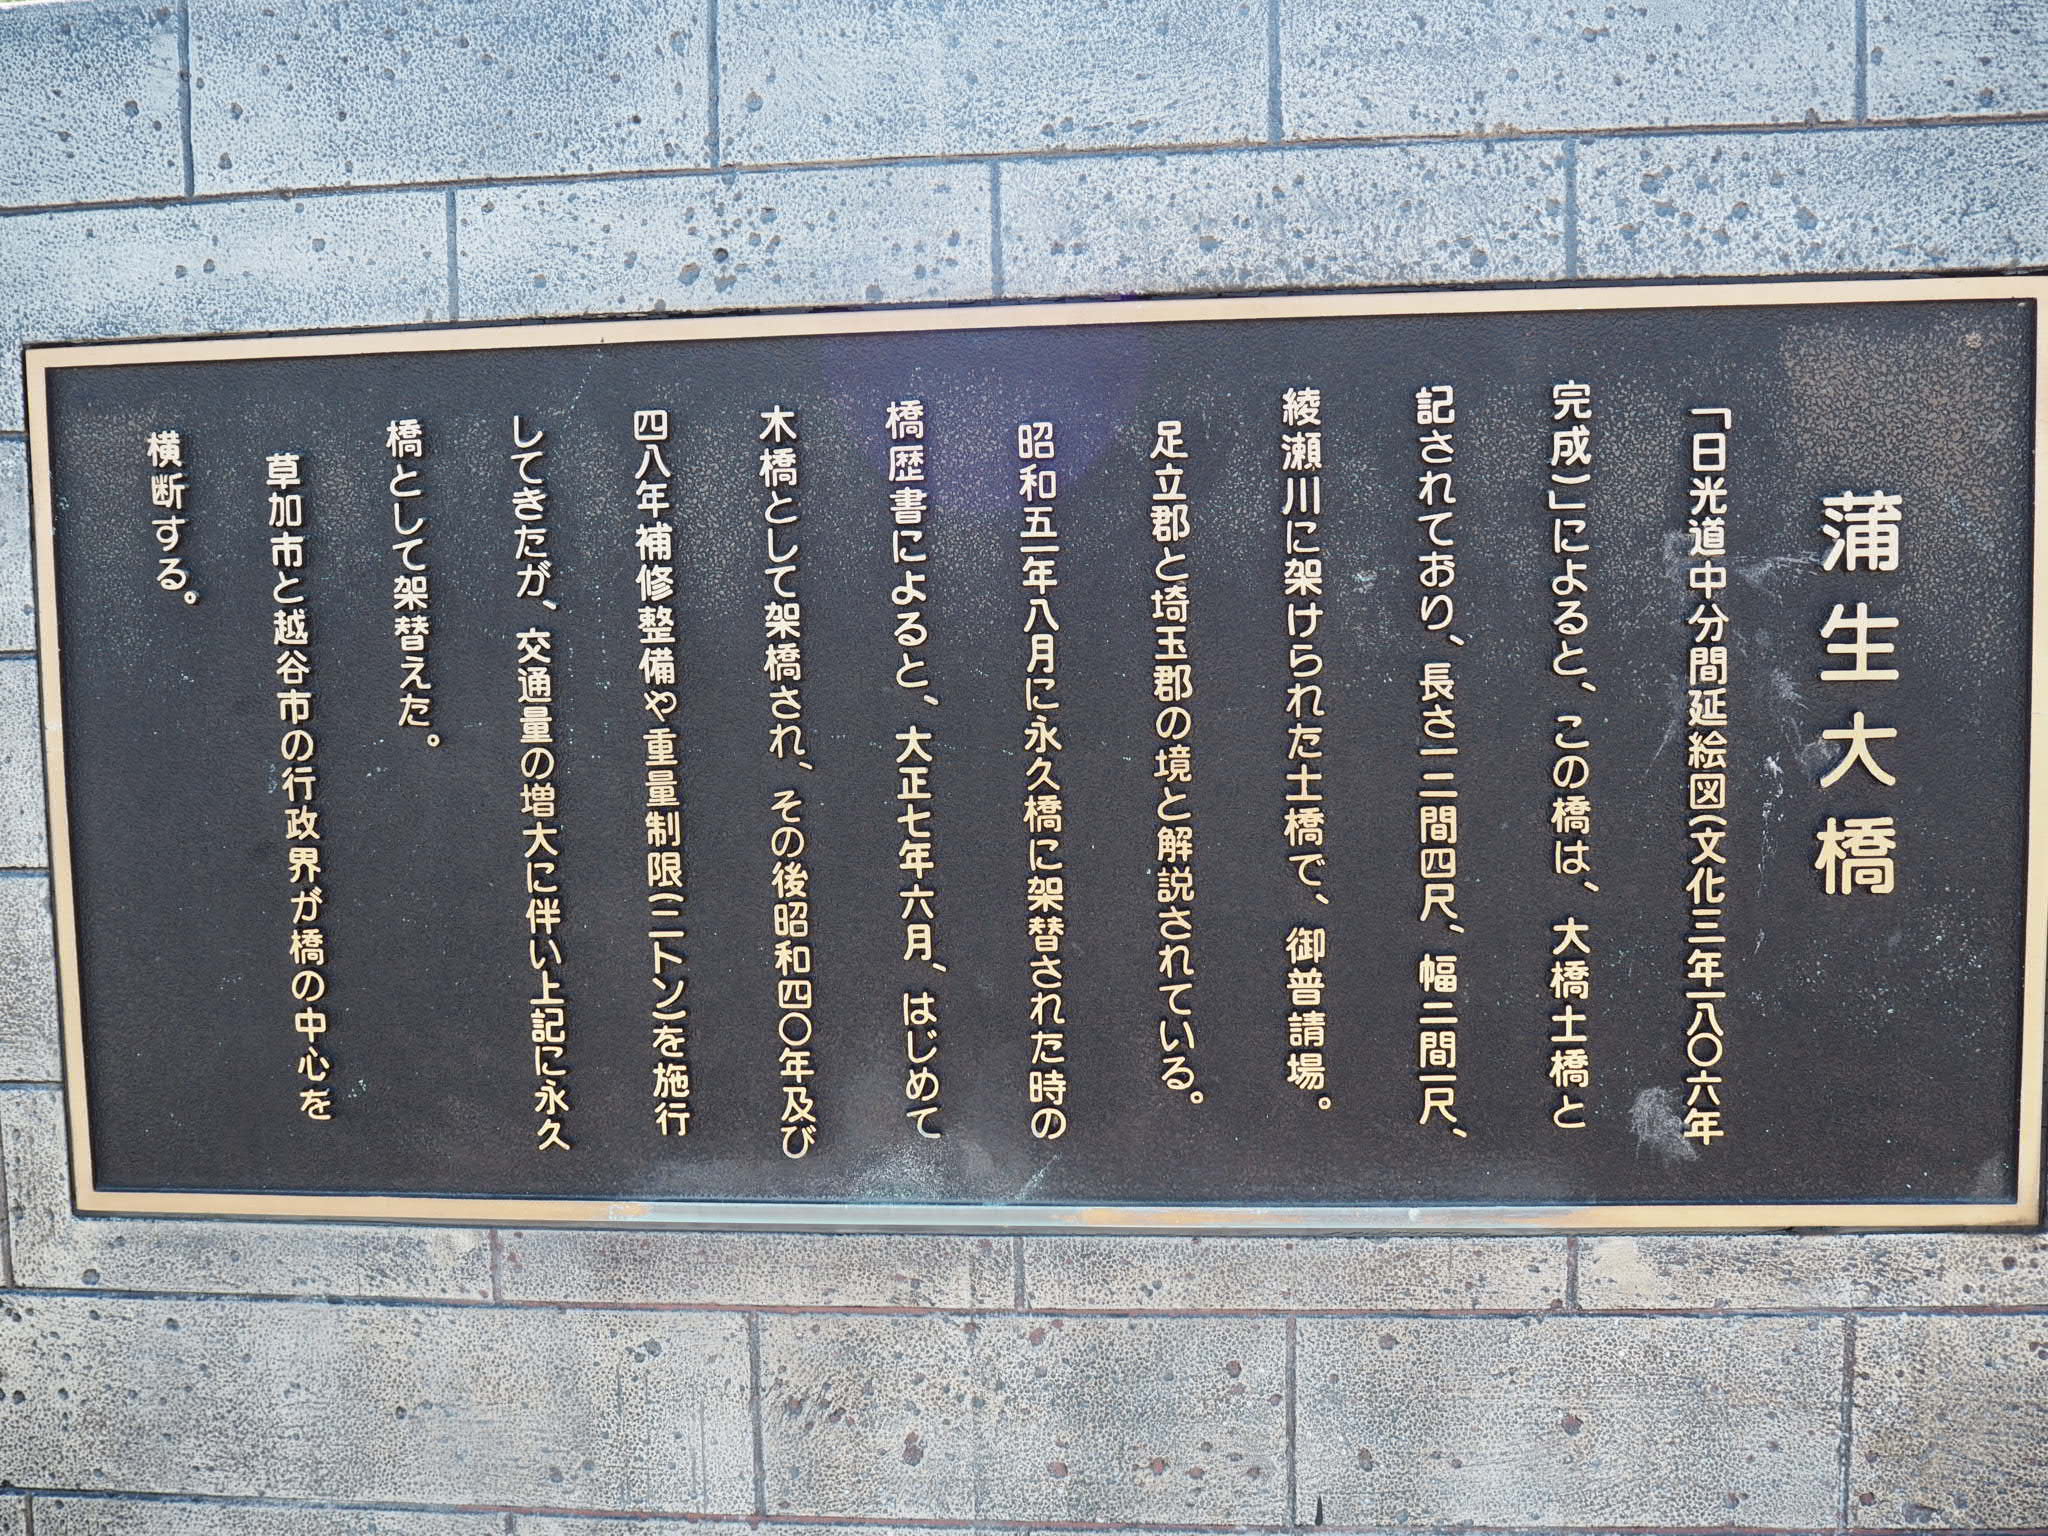 蒲生大橋
「日光道中分間延絵図(文化三年一八〇六年
完成)」によると、この橋は、大橋土橋と
記されており、長さ一二間四尺、幅二間一尺、
綾瀬川に架けられた土橋で、御普請場。
足立郡と埼玉郡の境と解説されている。
昭和五一年八月に永久橋に架替された時の
橋歴書によると、大正七年六月、はじめて
木橋として架橋され、その後昭和四〇年及び
四八年補修整備や重量制限(二トン)を施行
してきたが、交通量の増大に伴い上記に永久
橋として架替えた。
草加市と越谷市の行政界が橋の中心を
横断する。